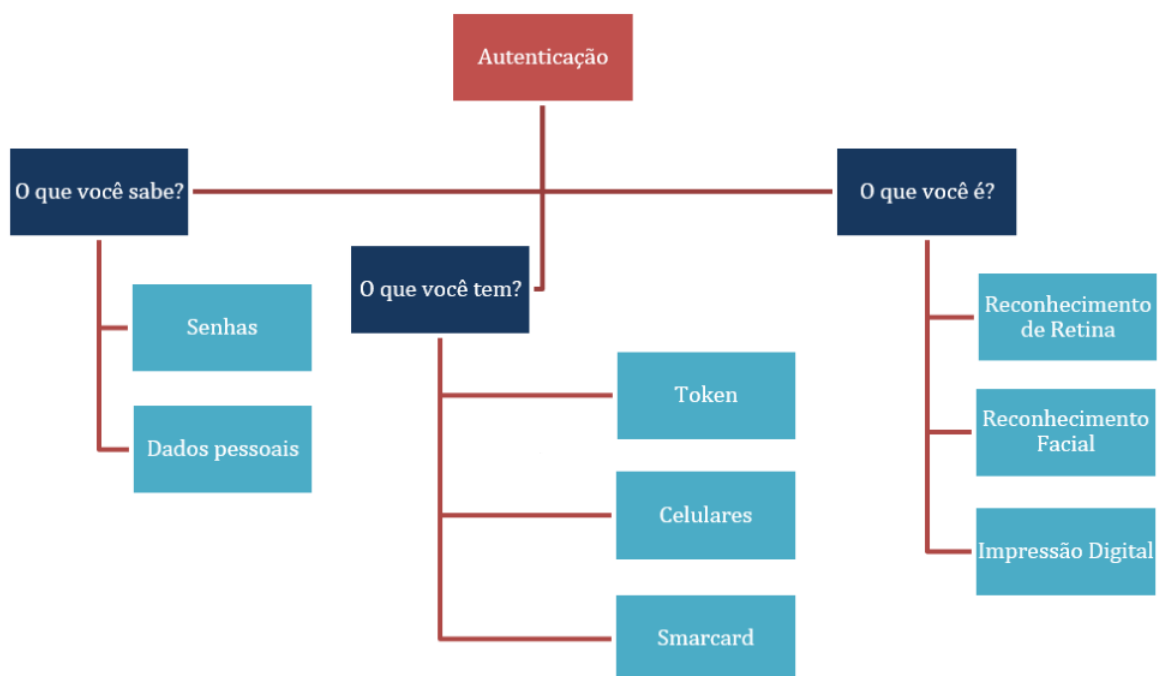 Autenticação
O que você sabe?
Senhas
Dados pessoais
O que você tem?
Token
Celulares
Smarcard
O que você é?
Reconhecimento
de Retina
Reconhecimento
Facial
Impressão Digital